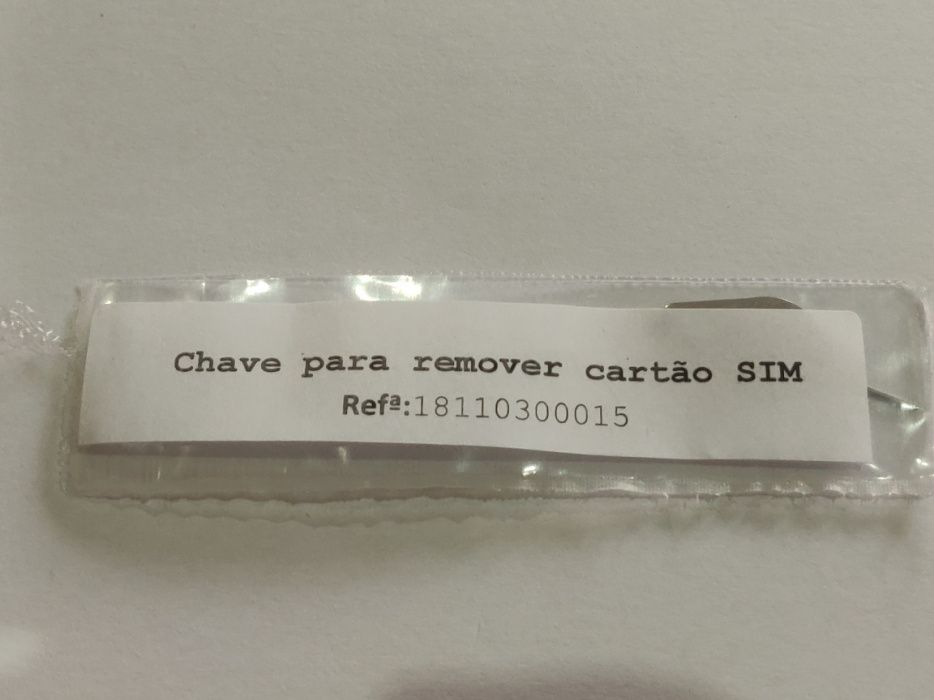 Chave para remover cartão SIM
Refª:18110300015